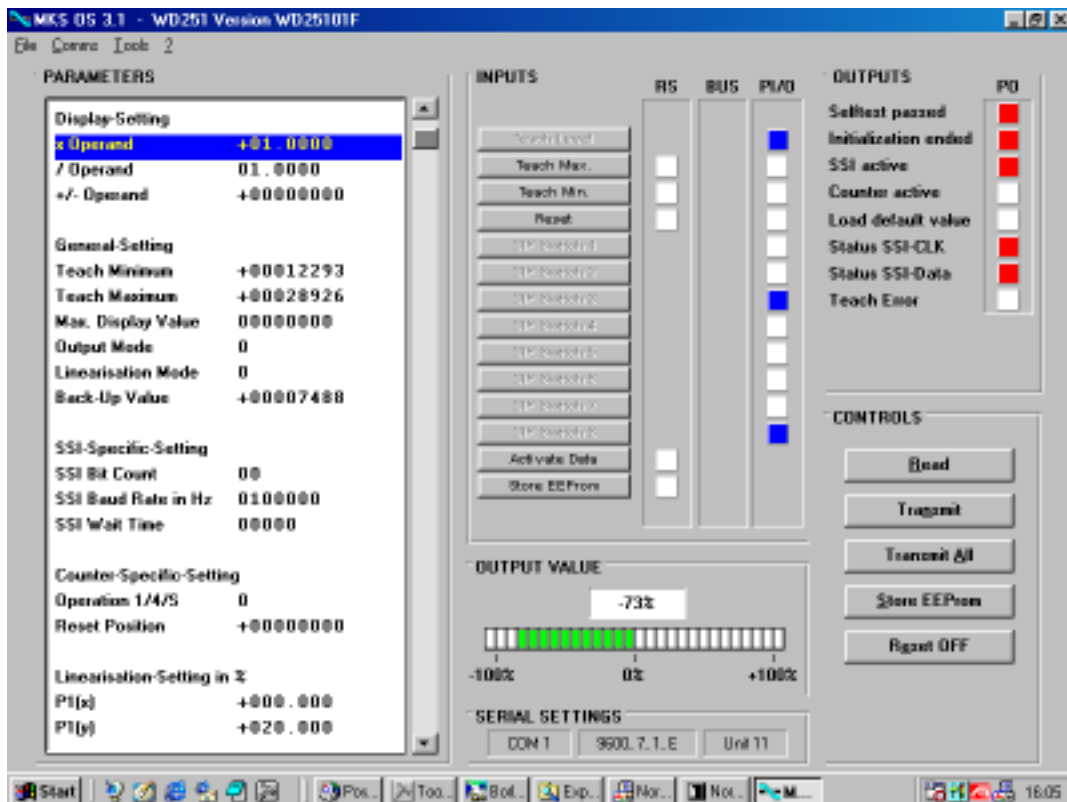 MKS OS 3.1 - WD251 Version WD25101F
File Comms Tools ?
PARAMETERS
Display-Setting
x Operand +01.0000
/ Operand 01.0000
+/- Operand +00000000
General-Setting
Teach Minimum +00012293
Teach Maximum +00028926
Max. Display Value 00000000
Output Mode 0
Linearisation Mode 0
Back-Up Value +00007488
SSI-Specific-Setting
SSI Bit Count 00
SSI Baud Rate in Hz 0100000
SSI Wait Time 00000
Counter-Specific-Setting
Operation 1/4/S 0
Reset Position +00000000
Linearisation-Setting in %
P1(x) +000.000
P1(y) +020.000
INPUTS
RS BUS PI/O
Teach Max.
Teach Min.
Reset
Activate Data
Store EEProm
OUTPUT VALUE
-73%
-100% 0% +100%
SERIAL SETTINGS
COM 1 9600, 7, 1, E Unit 11
OUTPUTS
PO
Selftest passed
Initialization ended
SSI active
Counter active
Load default value
Status SSI-CLK
Status SSI-Data
Teach Error
CONTROLS
Read
Transmit
Transmit All
Store EEProm
Reset OFF
Start Pos... Too... Boil... Exp... Nor... Nor... M... 16:05